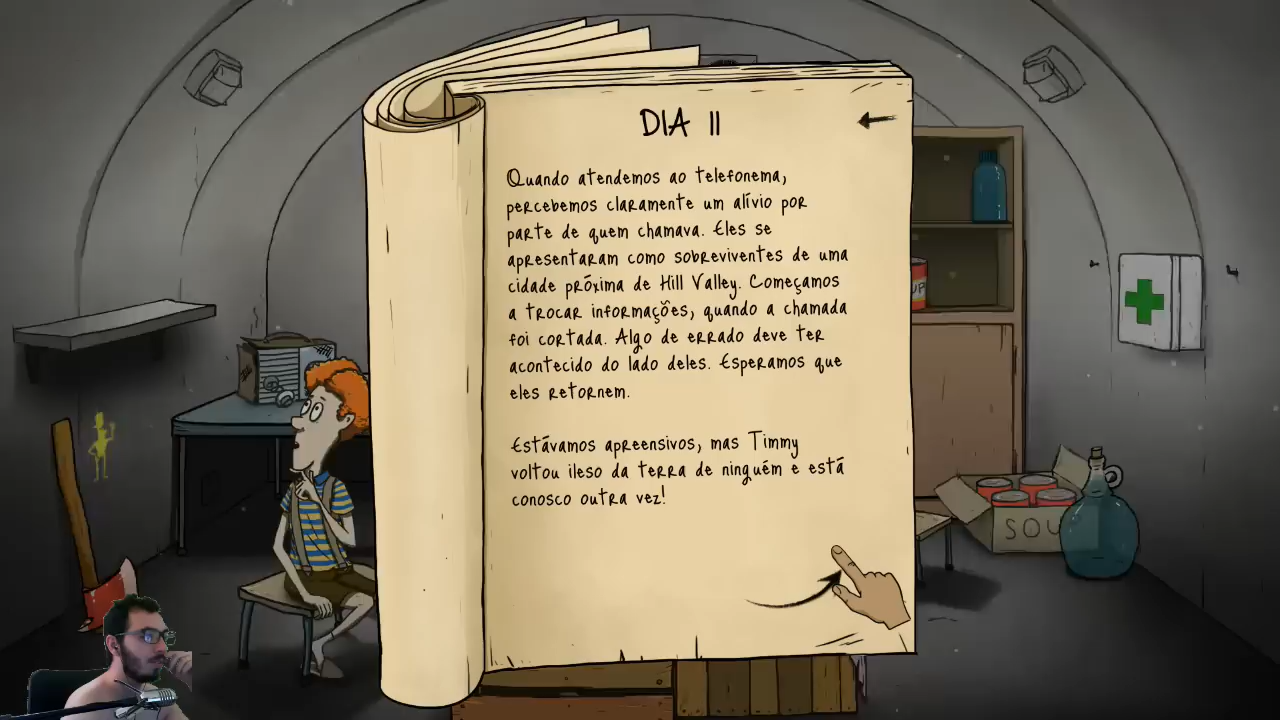 DIA 11
Quando atendemos ao telefonema,
percebemos claramente um alívio por
parte de quem chamava. Eles se
apresentaram como sobreviventes de uma
cidade próxima de Hill Valley. Começamos
a trocar informações, quando a chamada
foi cortada. Algo de errado deve ter
acontecido do lado deles. Esperamos que
eles retornem.
Estávamos apreensivos, mas Timmy
voltou ileso da terra de ninguém e está
conosco outra vez!
UP
SOU